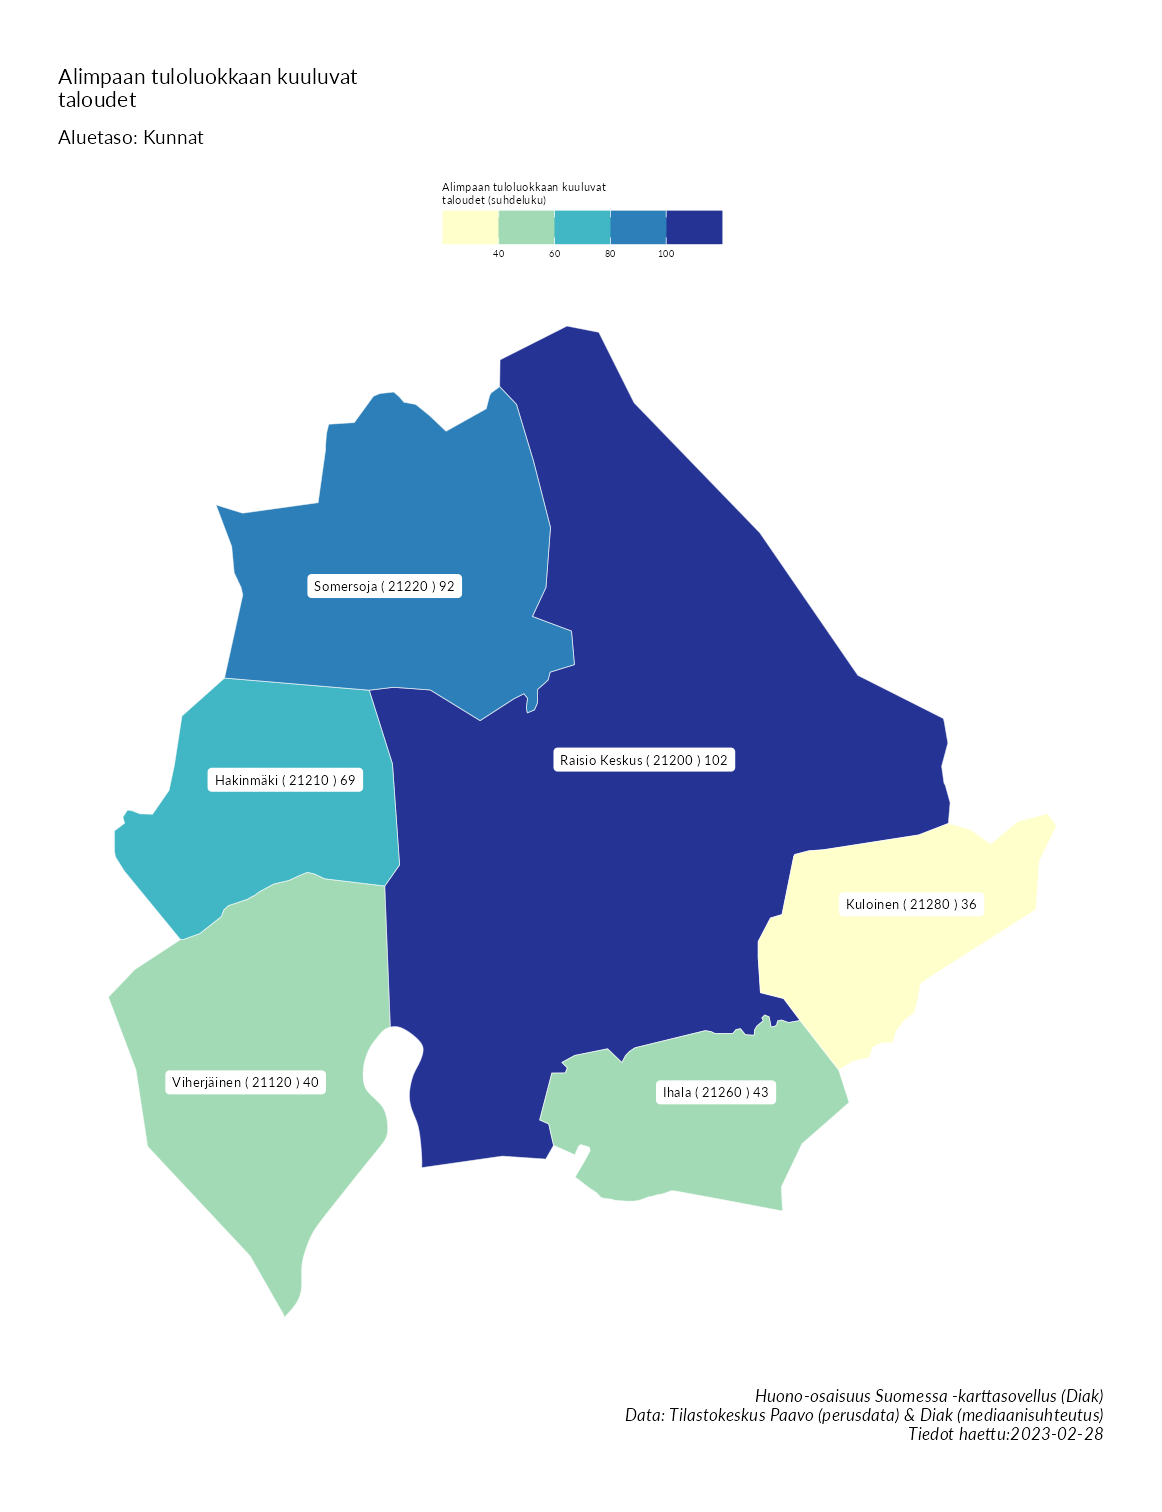 Alimpaan tuloluokkaan kuuluvat
taloudet
Aluetaso: Kunnat
Alimpaan tuloluokkaan kuuluvat
taloudet (suhdeluku)
40 60 80 100
Somersoja ( 21220 ) 92
Raisio Keskus ( 21200 ) 102
Hakinmäki ( 21210 ) 69
Kuloinen ( 21280 ) 36
Viherjäinen ( 21120 ) 40
Ihala ( 21260 ) 43
Huono-osaisuus Suomessa -karttasovellus (Diak)
Data: Tilastokeskus Paavo (perusdata) & Diak (mediaanisuhteutus)
Tiedot haettu:2023-02-28